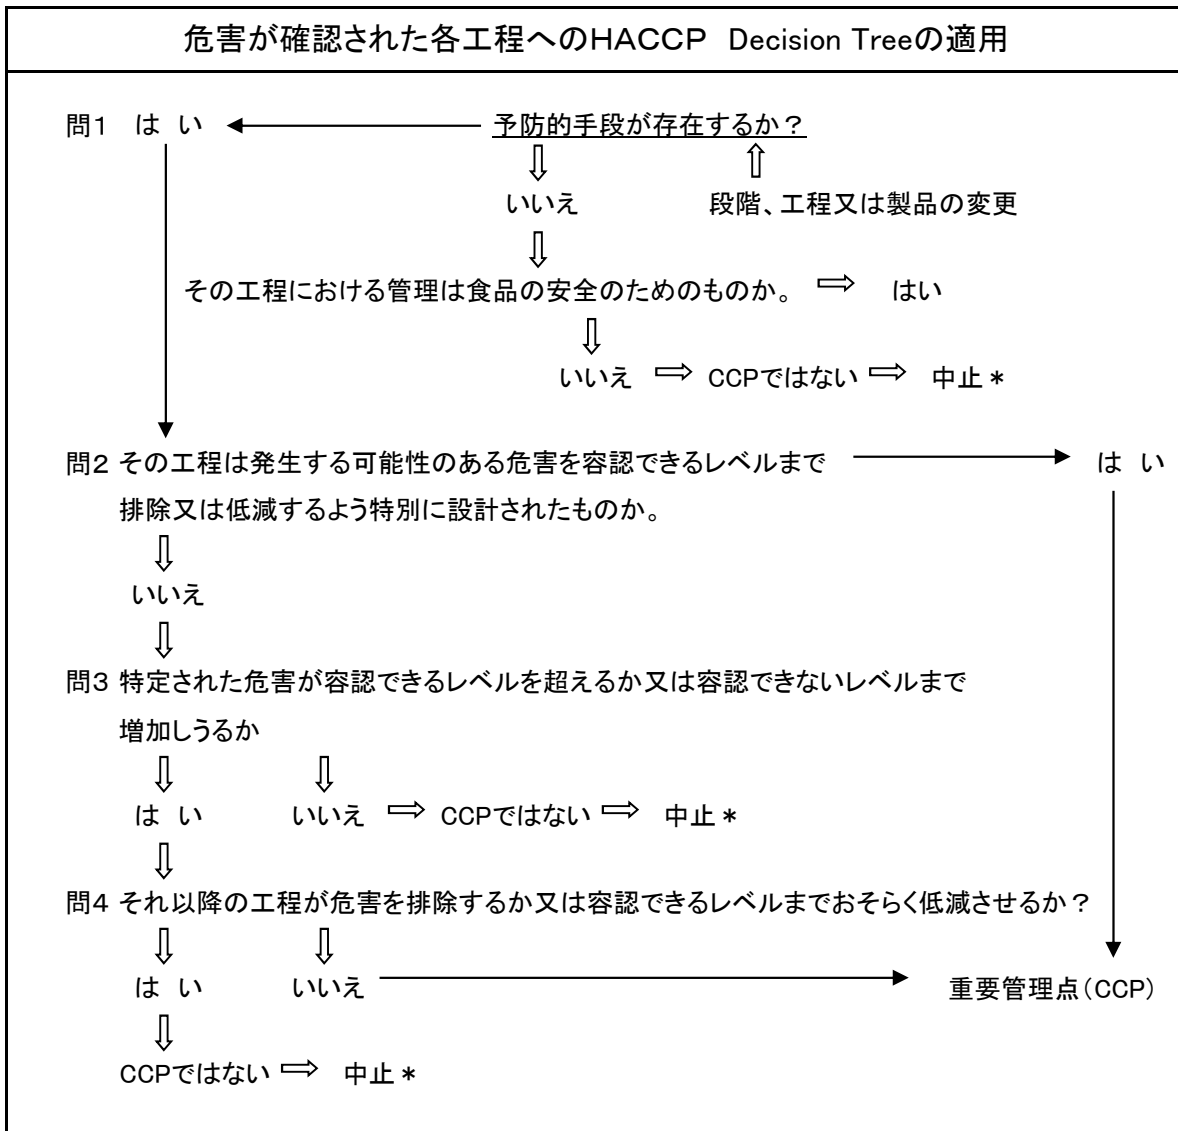 危害が確認された各工程へのHACCP Decision Treeの適用
問1 はい 予防的手段が存在するか？
いいえ 段階、工程又は製品の変更
その工程における管理は食品の安全のためのものか。 はい
いいえ CCPではない 中止＊
問2 その工程は発生する可能性のある危害を容認できるレベルまで はい
排除又は低減するよう特別に設計されたものか。
いいえ
問3 特定された危害が容認できるレベルを超えるか又は容認できないレベルまで
増加しうるか
はい いいえ CCPではない 中止＊
問4 それ以降の工程が危害を排除するか又は容認できるレベルまでおそらく低減させるか？
はい いいえ 重要管理点（CCP）
CCPではない 中止＊